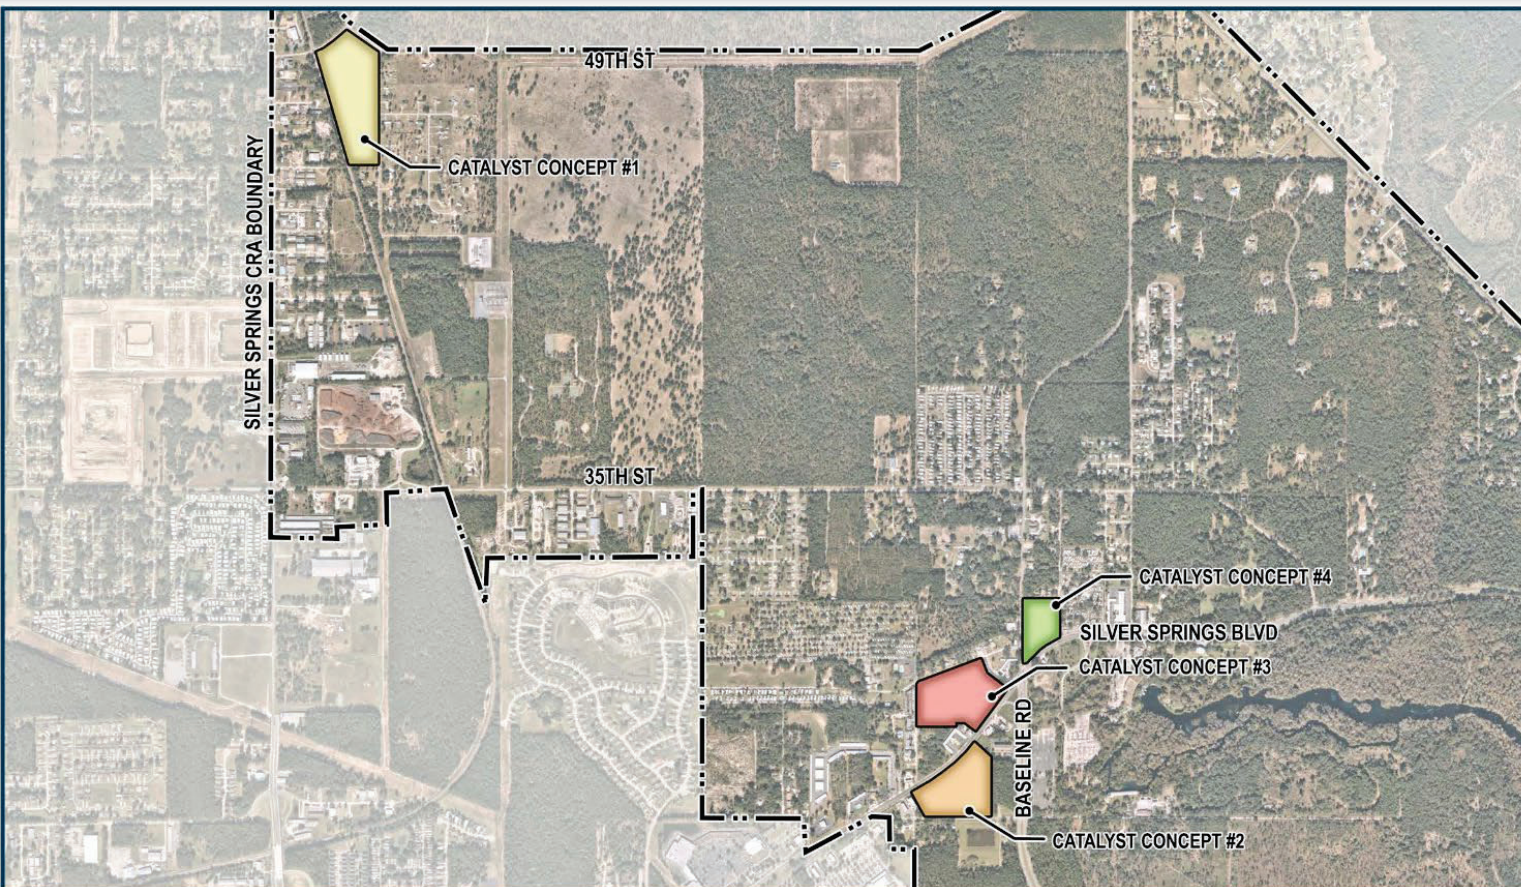 49TH ST
CATALYST CONCEPT #1
SILVER SPRINGS CRA BOUNDARY
35TH ST
CATALYST CONCEPT #4
SILVER SPRINGS BLVD
CATALYST CONCEPT #3
BASELINE RD
CATALYST CONCEPT #2